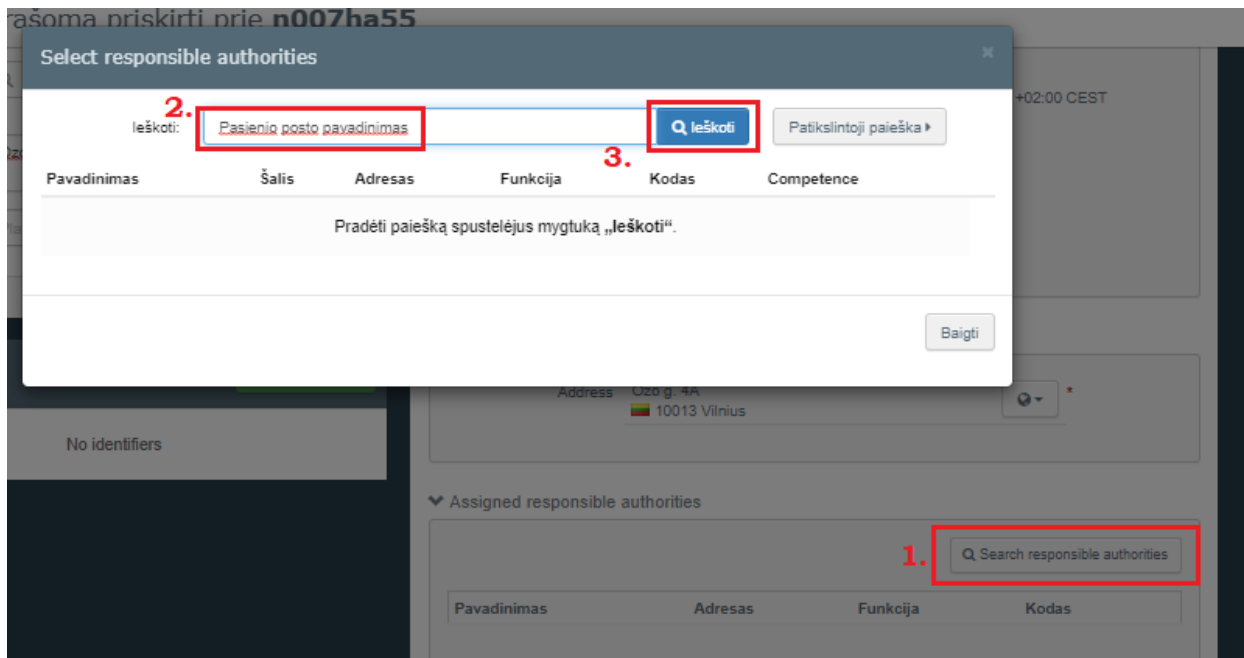 rašoma priskirti prie n007ha55
Select responsible authorities
×
+02:00 CEST
2.
Ieškoti:
Pasienio posto pavadinimas
Ieškoti
Patikslintoji paieška
3.
Pavadinimas Šalis Adresas Funkcija Kodas Competence
Pradėti paiešką spustelėjus mygtuką „Ieškoti“.
Baigti
Address Ozo g. 4A
10013 Vilnius
*
No identifiers
Assigned responsible authorities
1.
Search responsible authorities
Pavadinimas Adresas Funkcija Kodas